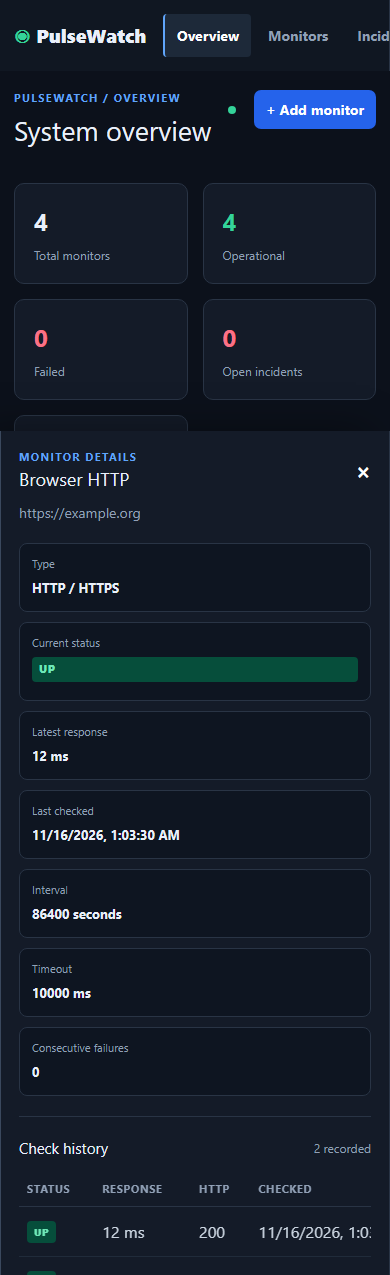 PulseWatch
Overview
Monitors
PULSEWATCH / OVERVIEW
System overview
+ Add monitor
4
Total monitors
4
Operational
0
Failed
0
Open incidents
MONITOR DETAILS
Browser HTTP
×
https://example.org
Type
HTTP / HTTPS
Current status
UP
Latest response
12 ms
Last checked
11/16/2026, 1:03:30 AM
Interval
86400 seconds
Timeout
10000 ms
Consecutive failures
0
Check history
2 recorded
STATUS RESPONSE HTTP CHECKED
UP 12 ms 200 11/16/2026,